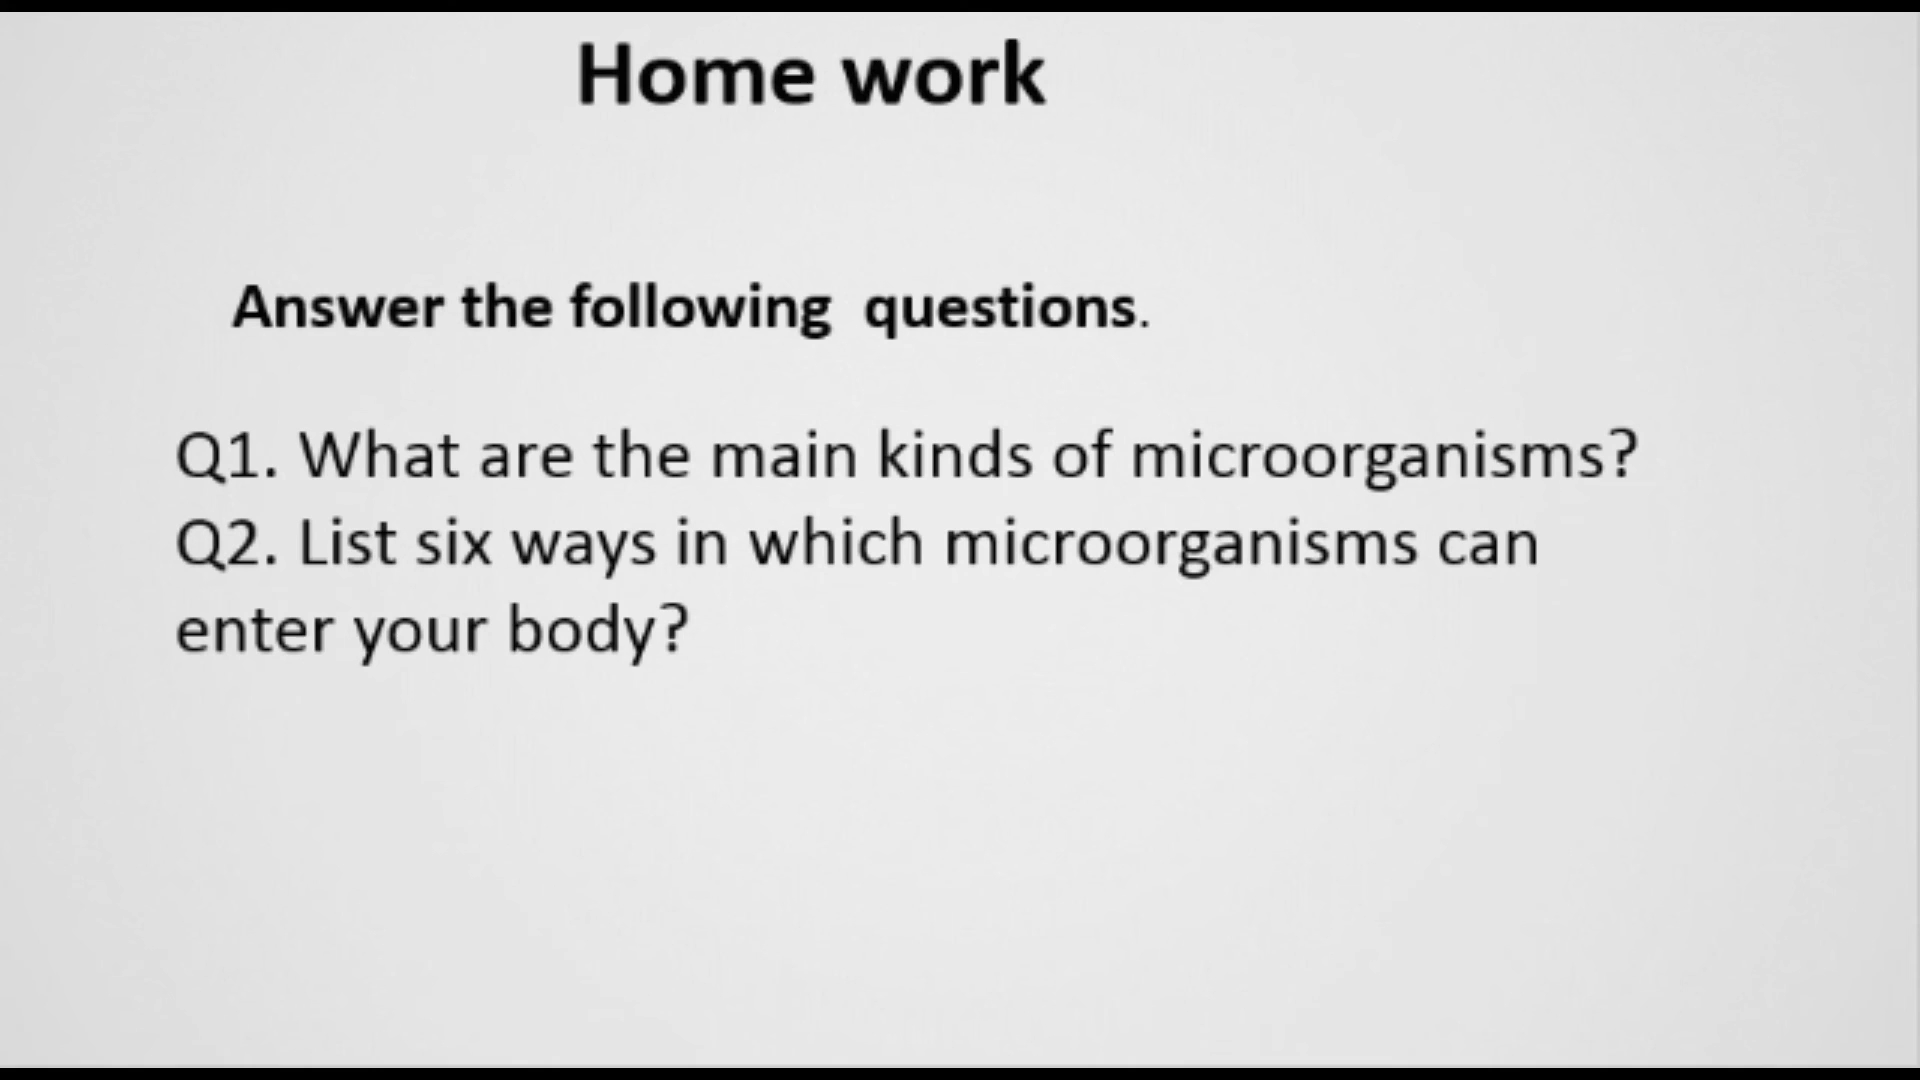 Home work
Answer the following  questions.
Q1. What are the main kinds of microorganisms?
Q2. List six ways in which microorganisms can
enter your body?